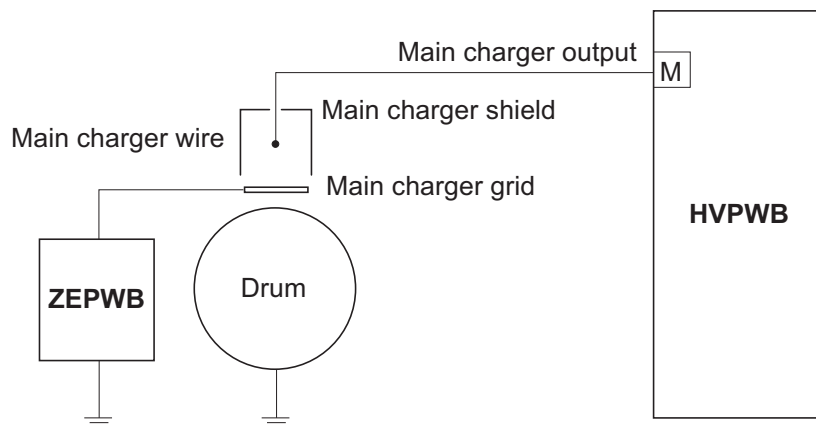 Main charger output
M
Main charger shield
Main charger wire
Main charger grid
HVPWB
ZEPWB
Drum